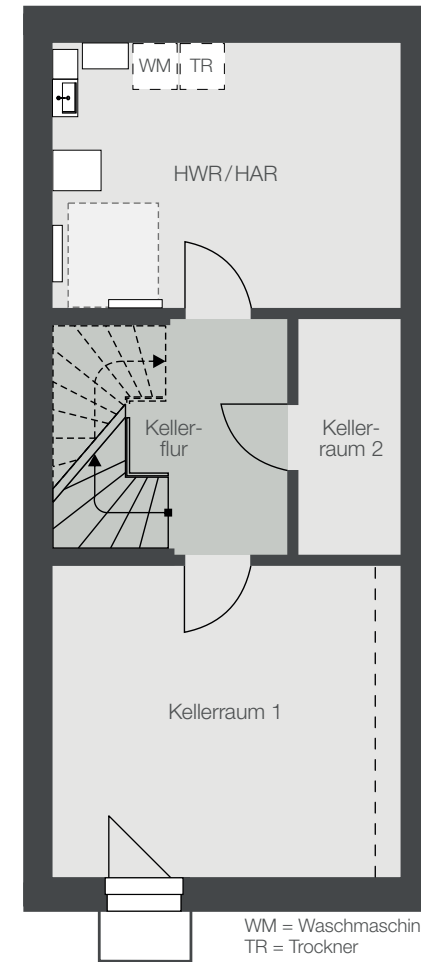 WM TR
HWR/HAR
Keller-
flur
Keller-
raum 2
Kellerraum 1
WM = Waschmaschin
TR = Trockner